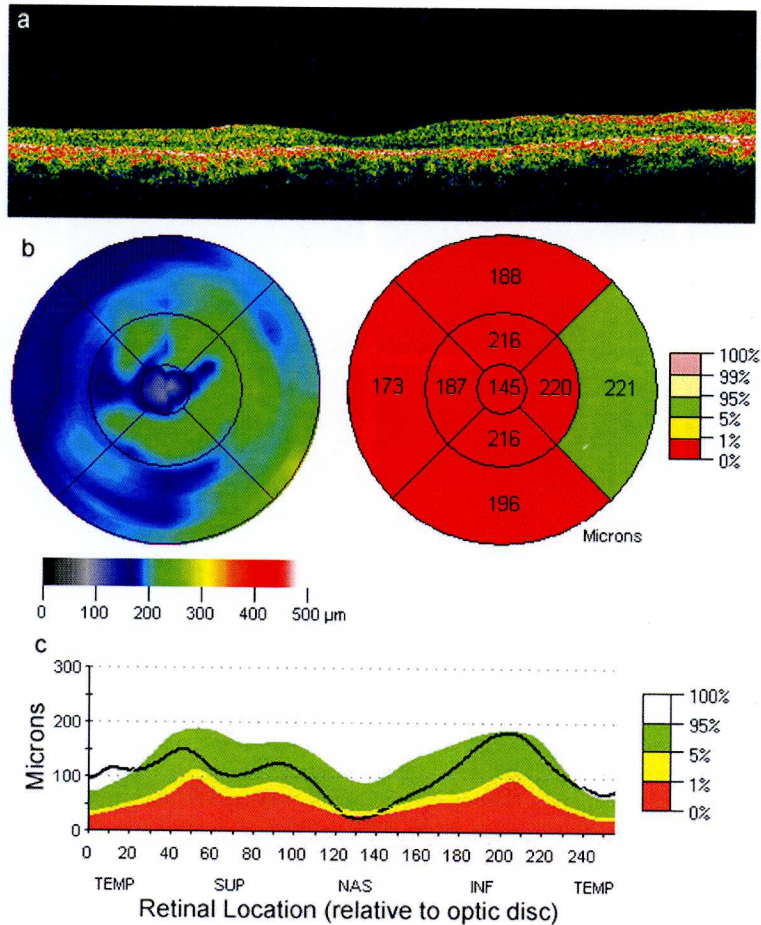 a
b
188
216
173 187 145 220 221
216
196
Microns
100%
99%
95%
5%
1%
0%
0 100 200 300 400 500 µm
c
300
200
100
0
Microns
100%
95%
5%
1%
0%
0 20 40 60 80 100 120 140 160 180 200 220 240
TEMP SUP NAS INF TEMP
Retinal Location (relative to optic disc)